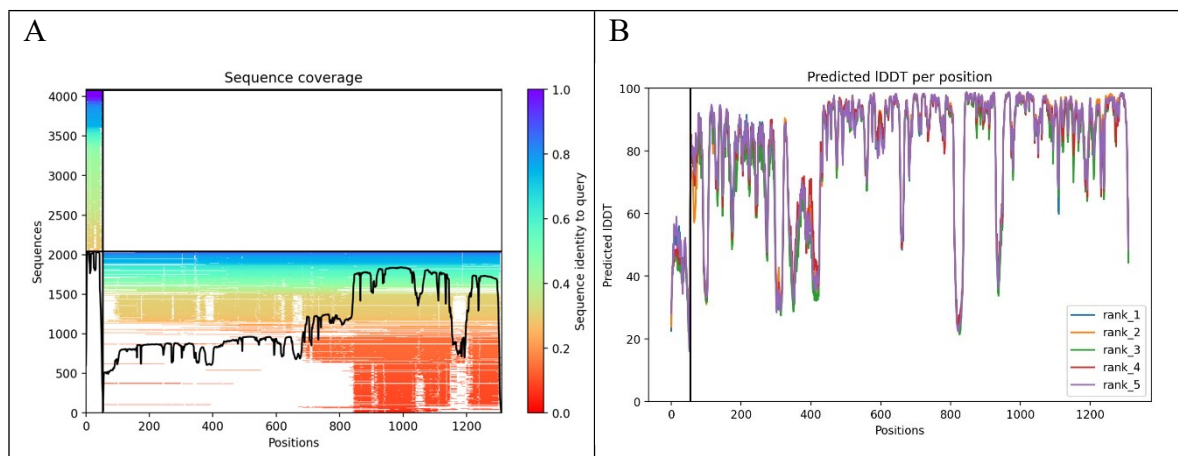 A
Sequence coverage
Sequences
4000
3500
3000
2500
2000
1500
1000
500
0
0 200 400 600 800 1000 1200
Positions
1.0
0.8
0.6
0.4
0.2
0.0
Sequence identity to query
B
Predicted lDDT per position
Predicted lDDT
100
80
60
40
20
0
0 200 400 600 800 1000 1200
Positions
rank_1
rank_2
rank_3
rank_4
rank_5